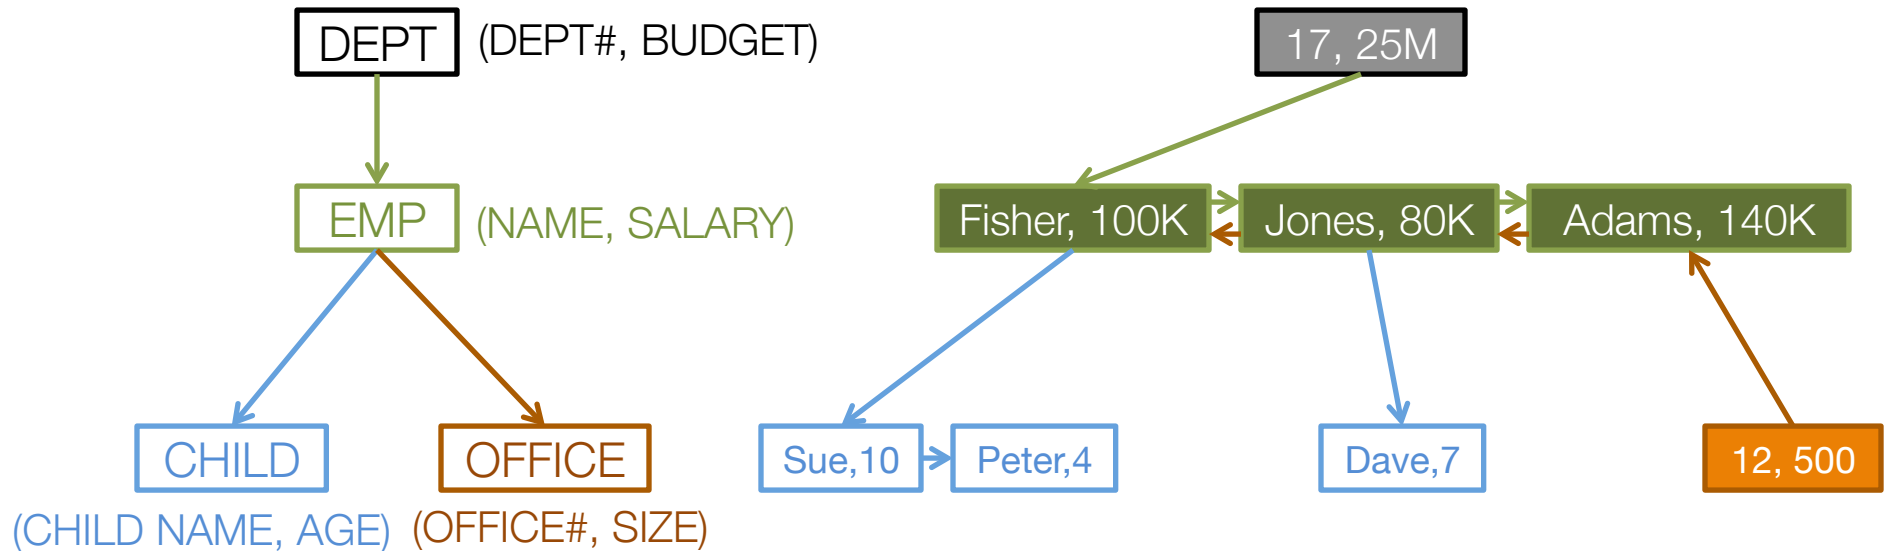 DEPT (DEPT#, BUDGET)
17, 25M
EMP (NAME, SALARY)
Fisher, 100K
Jones, 80K
Adams, 140K
CHILD
OFFICE
Sue,10
Peter,4
Dave,7
12, 500
(CHILD NAME, AGE)
(OFFICE#, SIZE)